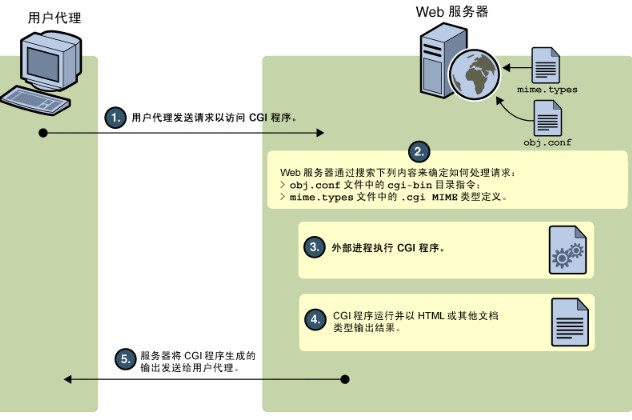 用户代理
Web 服务器
mime.types
obj.conf
1.
用户代理发送请求以访问 CGI 程序。
2.
Web 服务器通过搜索下列内容来确定如何处理请求：
> obj.conf 文件中的 cgi-bin 目录指令；
> mime.types 文件中的 .cgi MIME 类型定义。
3.
外部进程执行 CGI 程序。
4.
CGI 程序运行并以 HTML 或其他文档
类型输出结果。
5.
服务器将 CGI 程序生成的
输出发送给用户代理。